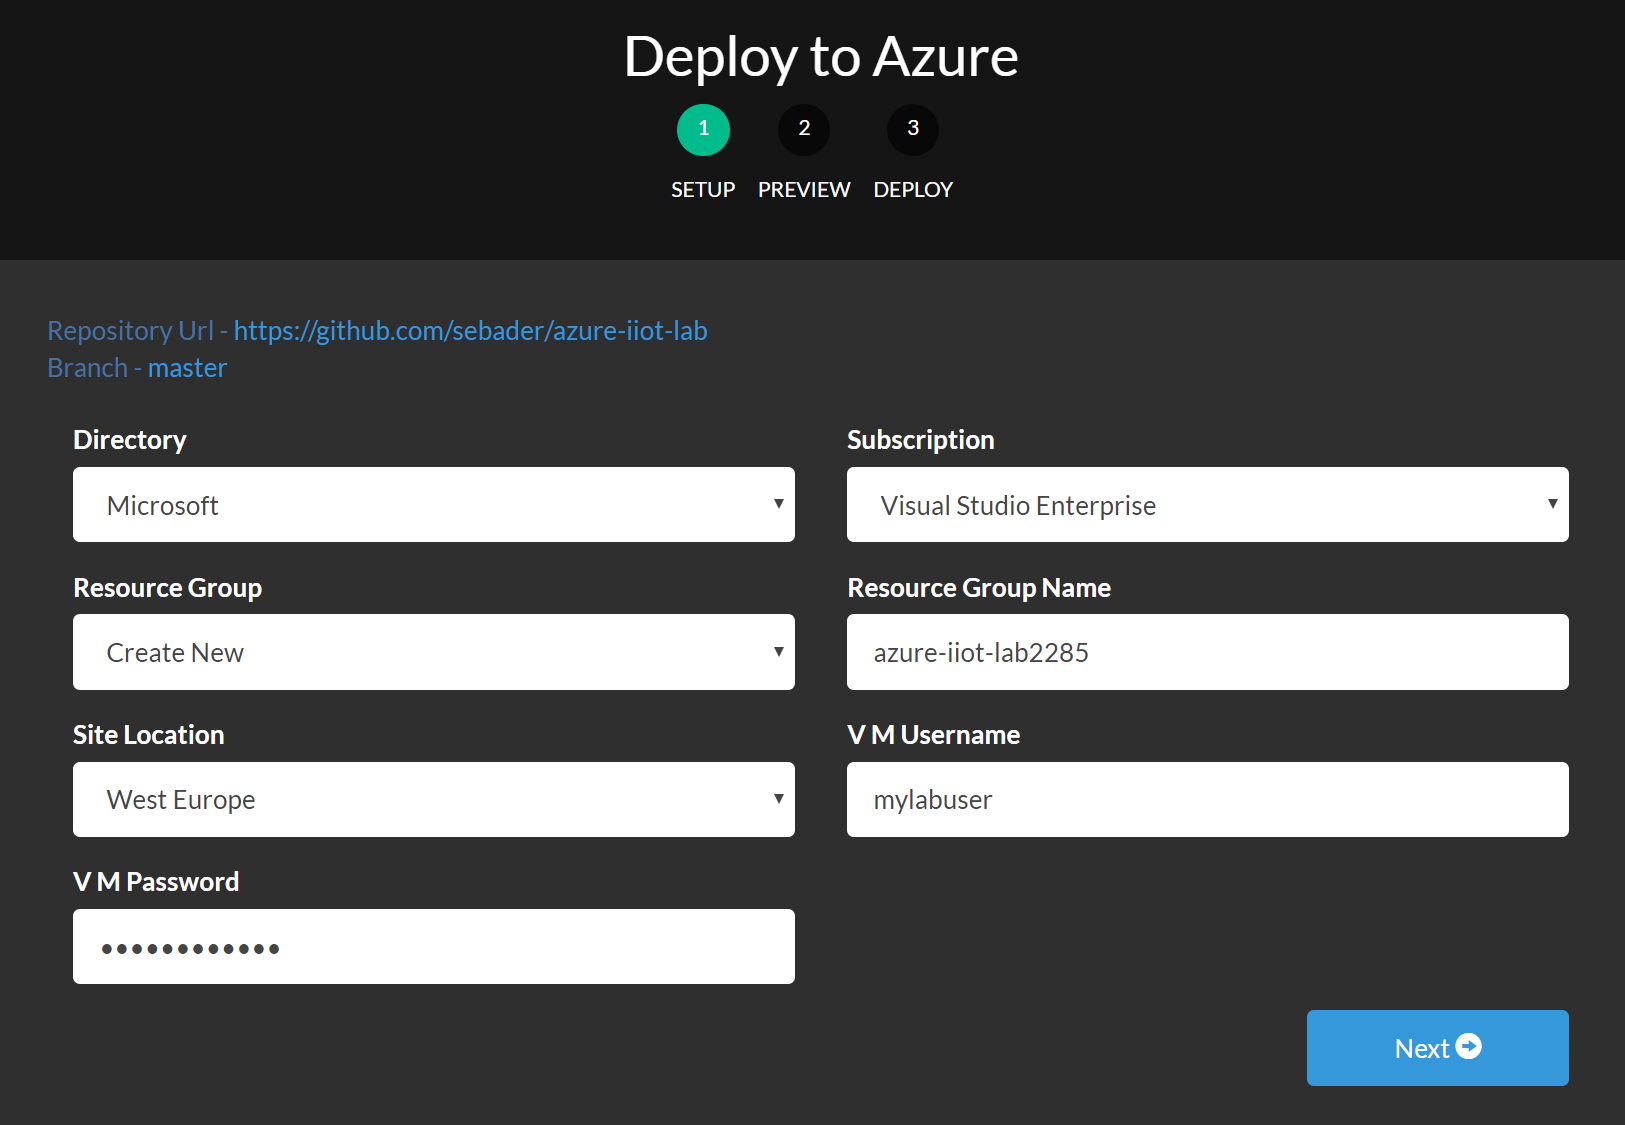 Deploy to Azure
1 2 3
SETUP PREVIEW DEPLOY
Repository Url - https://github.com/sebader/azure-iiot-lab
Branch - master
Directory Subscription
Microsoft Visual Studio Enterprise
Resource Group Resource Group Name
Create New azure-iiot-lab2285
Site Location V M Username
West Europe mylabuser
V M Password
••••••••••••
Next